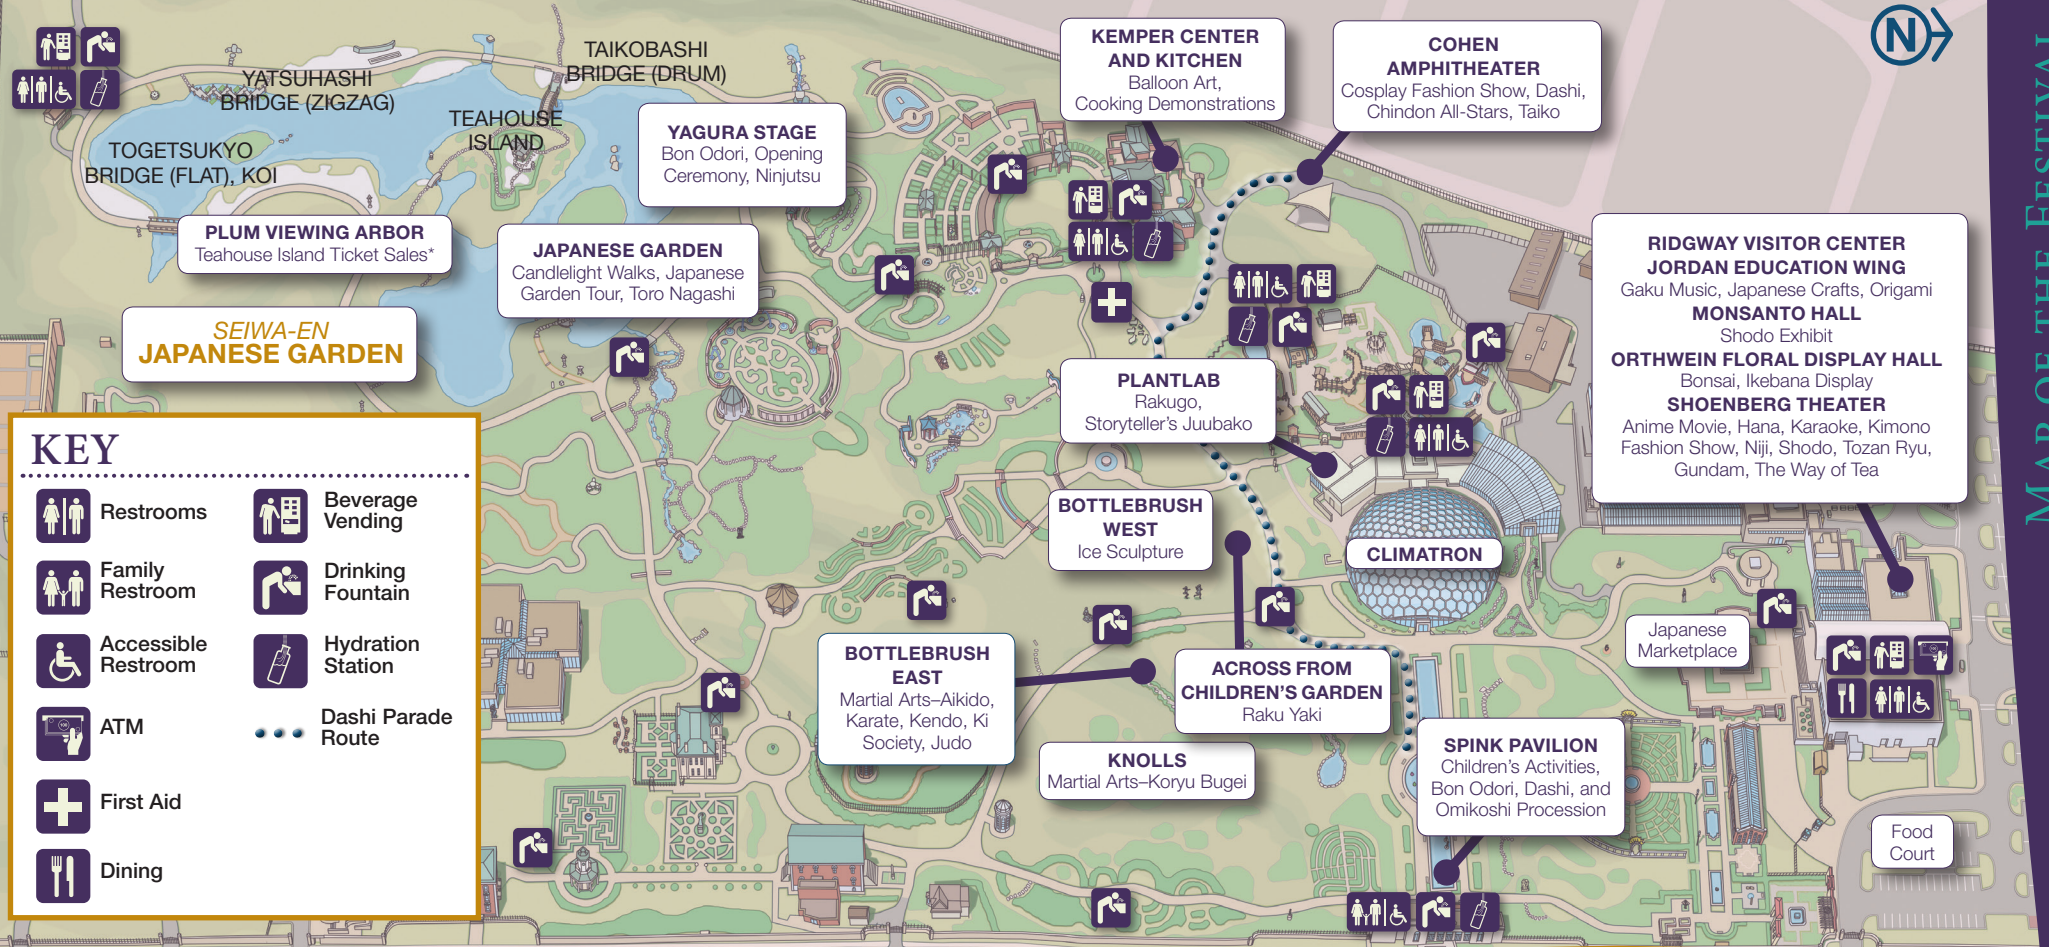 YATSUHASHI
BRIDGE (ZIGZAG)
TAIKOBASHI
BRIDGE (DRUM)
TEAHOUSE
ISLAND
TOGETSUKYO
BRIDGE (FLAT), KOI
PLUM VIEWING ARBOR
Teahouse Island Ticket Sales*
SEIWA-EN
JAPANESE GARDEN
YAGURA STAGE
Bon Odori, Opening
Ceremony, Ninjutsu
JAPANESE GARDEN
Candlelight Walks, Japanese
Garden Tour, Toro Nagashi
KEMPER CENTER
AND KITCHEN
Balloon Art,
Cooking Demonstrations
COHEN
AMPHITHEATER
Cosplay Fashion Show, Dashi,
Chindon All-Stars, Taiko
N
MAP OF THE FESTIVAL
RIDGWAY VISITOR CENTER
JORDAN EDUCATION WING
Gaku Music, Japanese Crafts, Origami
MONSANTO HALL
Shodo Exhibit
ORTHWEIN FLORAL DISPLAY HALL
Bonsai, Ikebana Display
SHOENBERG THEATER
Anime Movie, Hana, Karaoke, Kimono
Fashion Show, Niji, Shodo, Tozan Ryu,
Gundam, The Way of Tea
PLANTLAB
Rakugo,
Storyteller's Juubako
BOTTLEBRUSH
WEST
Ice Sculpture
CLIMATRON
BOTTLEBRUSH
EAST
Martial Arts–Aikido,
Karate, Kendo, Ki
Society, Judo
ACROSS FROM
CHILDREN'S GARDEN
Raku Yaki
KNOLLS
Martial Arts–Koryu Bugei
SPINK PAVILION
Children's Activities,
Bon Odori, Dashi, and
Omikoshi Procession
Japanese
Marketplace
Food
Court
KEY
Restrooms
Family
Restroom
Accessible
Restroom
ATM
First Aid
Dining
Beverage
Vending
Drinking
Fountain
Hydration
Station
Dashi Parade
Route